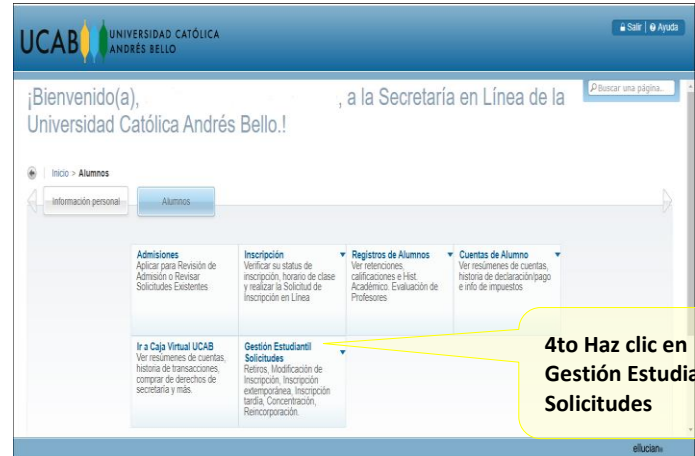 UCAB UNIVERSIDAD CATÓLICA
ANDRÉS BELLO
Salir | Ayuda
Buscar una página..
¡Bienvenido(a), , a la Secretaría en Línea de la
Universidad Católica Andrés Bello.!
Inicio > Alumnos
Información personal
Alumnos
Admisiones
Aplicar para Revisión de
Admisión o Revisar
Solicitudes Existentes
Inscripción
Verificar su status de
inscripción, horario de clase
y realizar la Solicitud de
Inscripción en Línea
Registros de Alumnos
Ver retenciones,
calificaciones e Hist.
Académico. Evaluación de
Profesores
Cuentas de Alumno
Ver resúmenes de cuentas,
historia de declaración/pago
e info de impuestos
Ir a Caja Virtual UCAB
Ver resúmenes de cuentas,
historia de transacciones,
comprar de derechos de
secretaría y más.
Gestión Estudiantil
Solicitudes
Retiros, Modificación de
Inscripción, Inscripción
extemporánea, Inscripción
tardía, Concentración,
Reincorporación.
4to Haz clic en
Gestión Estudia
Solicitudes
ellucian